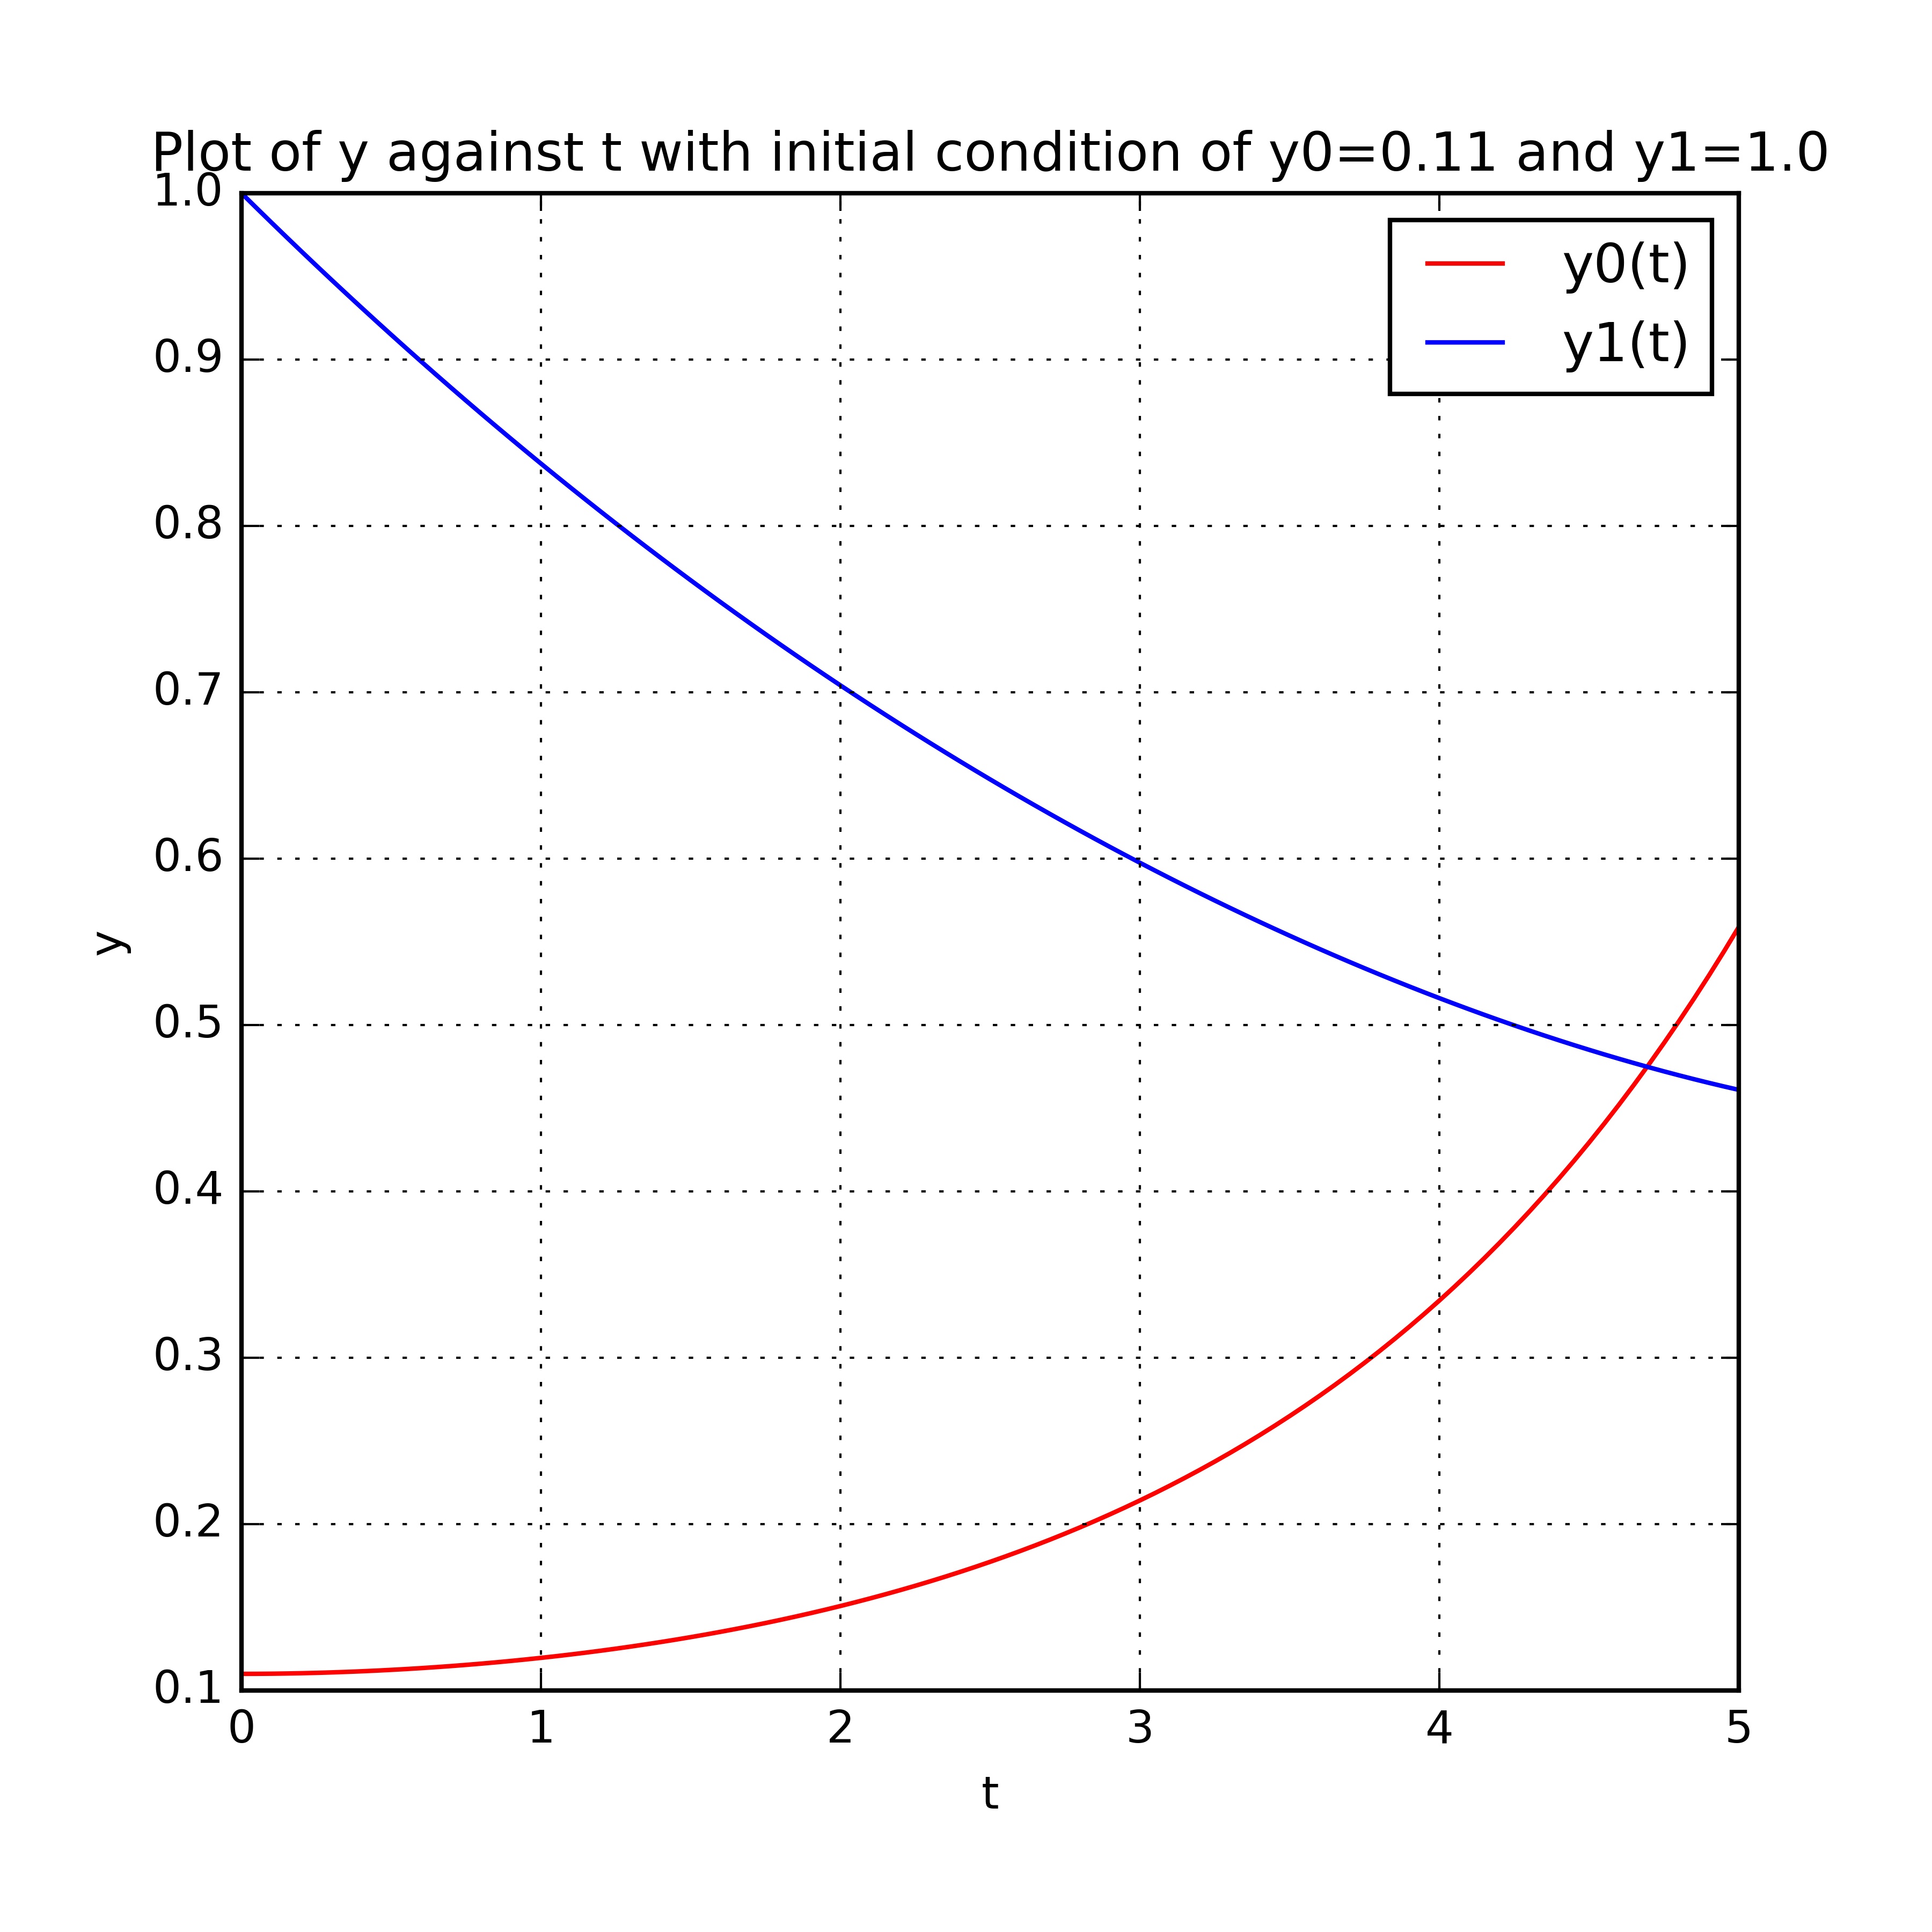 Plot of y against t with initial condition of y0=0.11 and y1=1.0
y0(t)
y1(t)
1.0
0.9
0.8
0.7
0.6
0.5
0.4
0.3
0.2
0.1
y
0 1 2 3 4 5
t